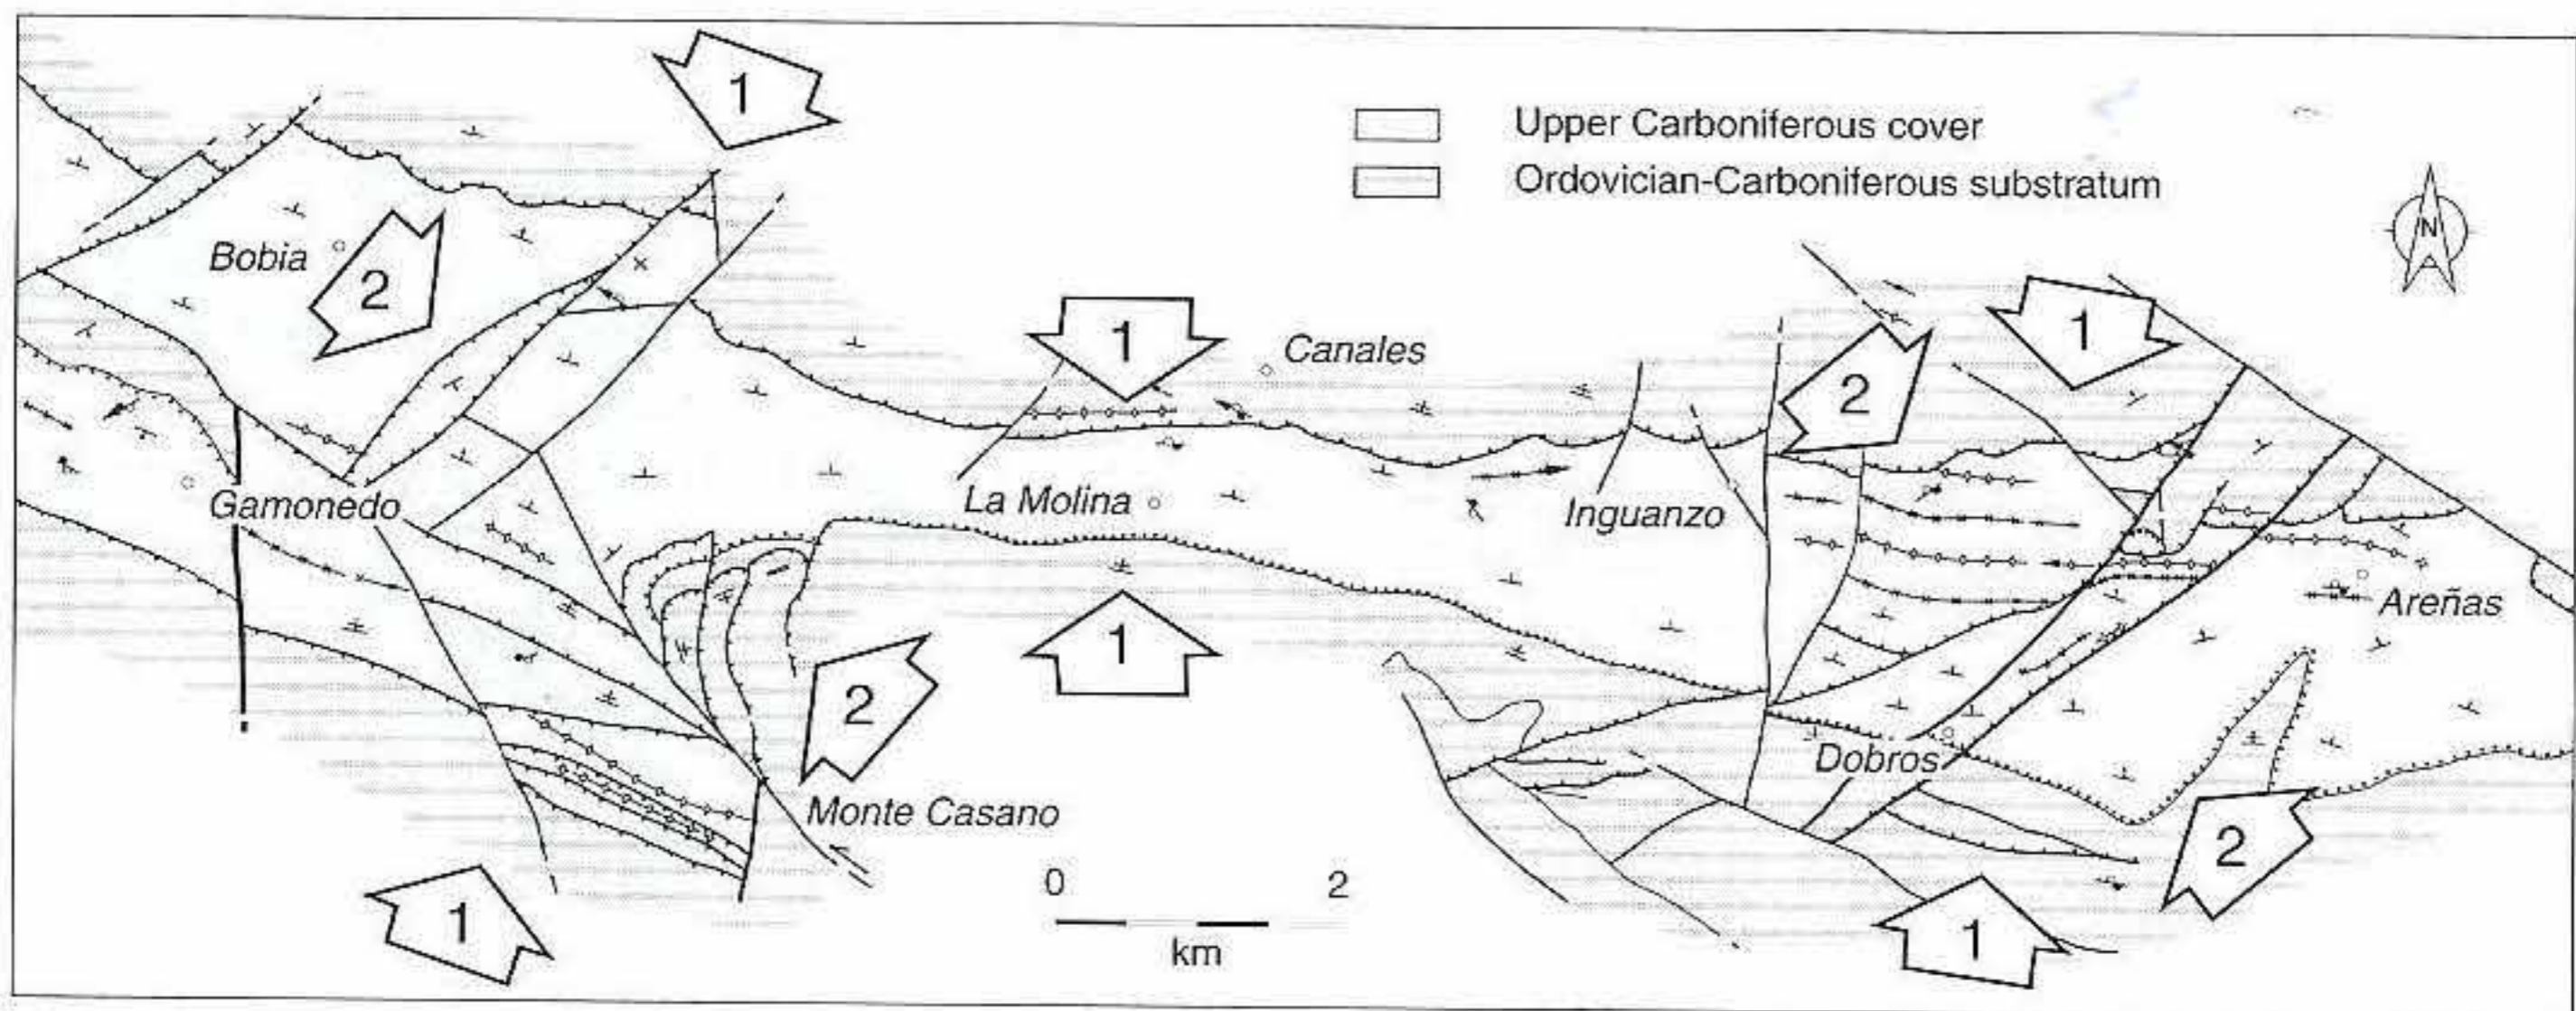 1
Upper Carboniferous cover
Ordovician-Carboniferous substratum
N
Bobia
2
1
Canales
2
1
Gamonedo
La Molina
Inguanzo
1
2
Areñas
Dobros
Monte Casano
2
1
0 2
km
1